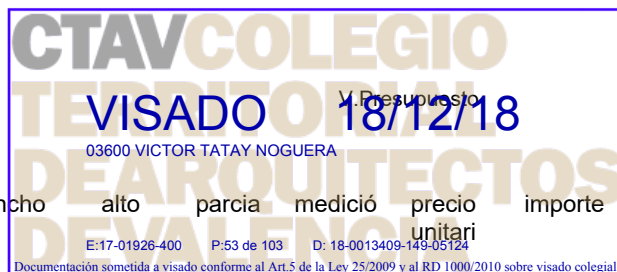 CTAVCOLEGIO
TERRITORIAL
V.Presupuesto
VISADO 18/12/18
03600 VICTOR TATAY NOGUERA
DEARQUITECTOS
ncho alto parcia medició precio importe
unitari
DEVALENCIA
E:17-01926-400 P:53 de 103 D: 18-0013409-149-05124
Documentación sometida a visado conforme al Art.5 de la Ley 25/2009 y al RD 1000/2010 sobre visado colegial